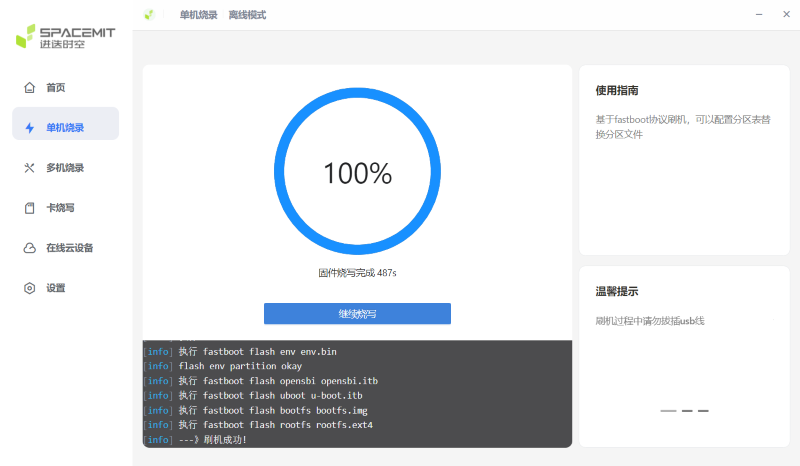 SPACEMIT
进迭时空
首页
单机烧录
多机烧录
卡烧写
在线云设备
设置
单机烧录 离线模式
100%
固件烧写完成 487s
继续烧写
[info] 执行 fastboot flash env env.bin
[info] flash env partition okay
[info] 执行 fastboot flash opensbi opensbi.itb
[info] 执行 fastboot flash uboot u-boot.itb
[info] 执行 fastboot flash bootfs bootfs.img
[info] 执行 fastboot flash rootfs rootfs.ext4
[info] ---》刷机成功!
使用指南
基于fastboot协议刷机，可以配置分区表替
换分区文件
温馨提示
刷机过程中请勿拔插usb线